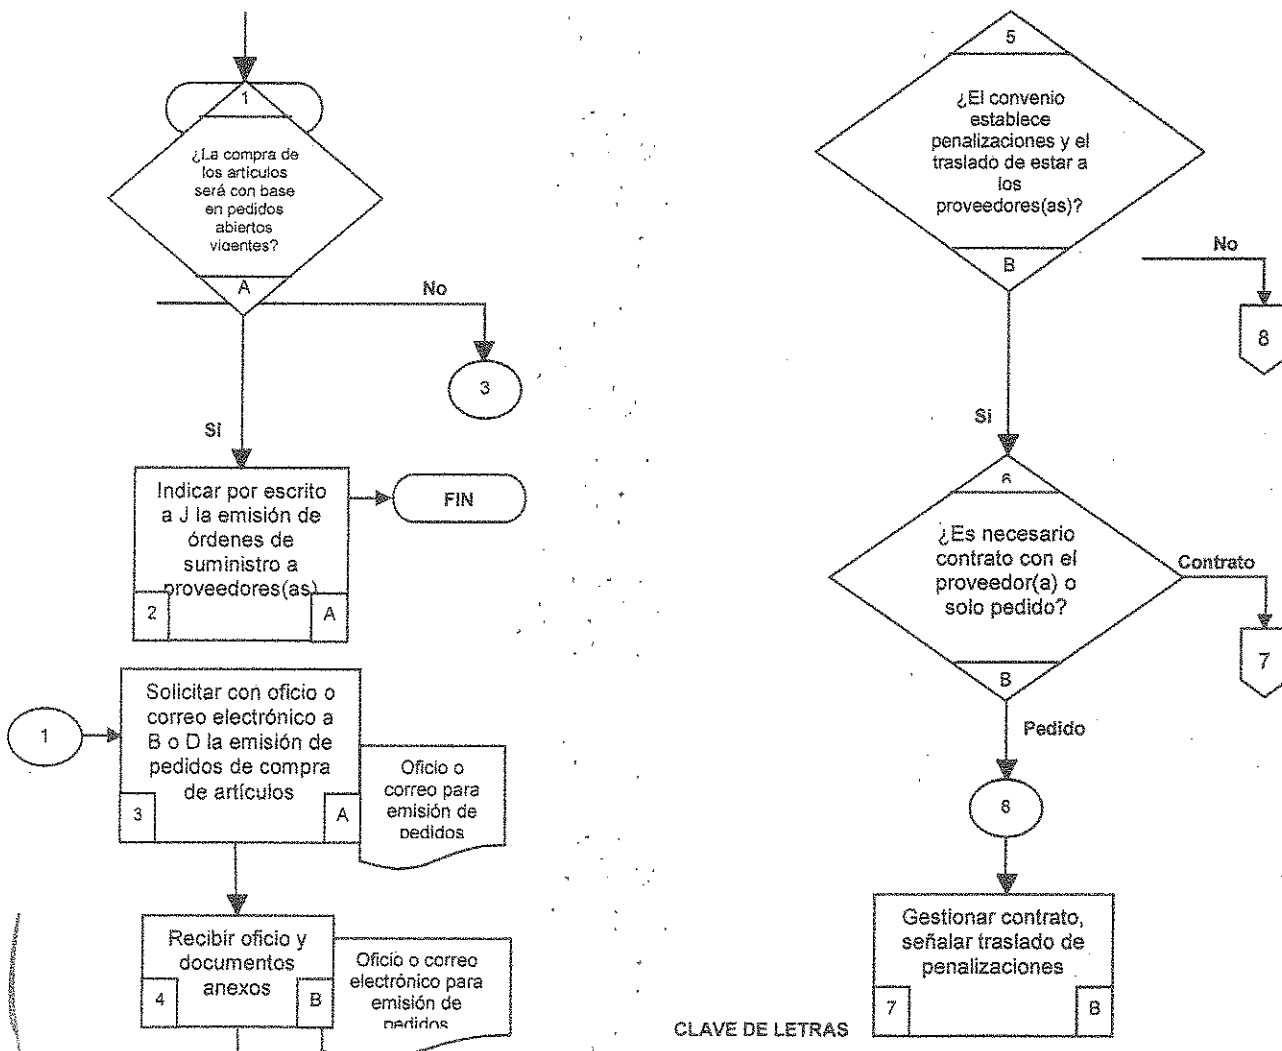 1
¿La compra de
los artículos
será con base
en pedidos
abiertos
vigentes?
A
No
3
Sí
Indicar por escrito
a J la emisión de
órdenes de
suministro a
proveedores(as)
2
A
FIN
1
Solicitar con oficio o
correo electrónico a
B o D la emisión de
pedidos de compra
de artículos
3
A
Oficio o
correo para
emisión de
pedidos
Recibir oficio y
documentos
anexos
4
B
Oficio o correo
electrónico para
emisión de
pedidos
5
¿El convenio
establece
penalizaciones y el
traslado de estar a
los
proveedores(as)?
B
No
8
Sí
6
¿Es necesario
contrato con el
proveedor(a) o
solo pedido?
B
Contrato
7
Pedido
8
Gestionar contrato,
señalar traslado de
penalizaciones
7
B
CLAVE DE LETRAS